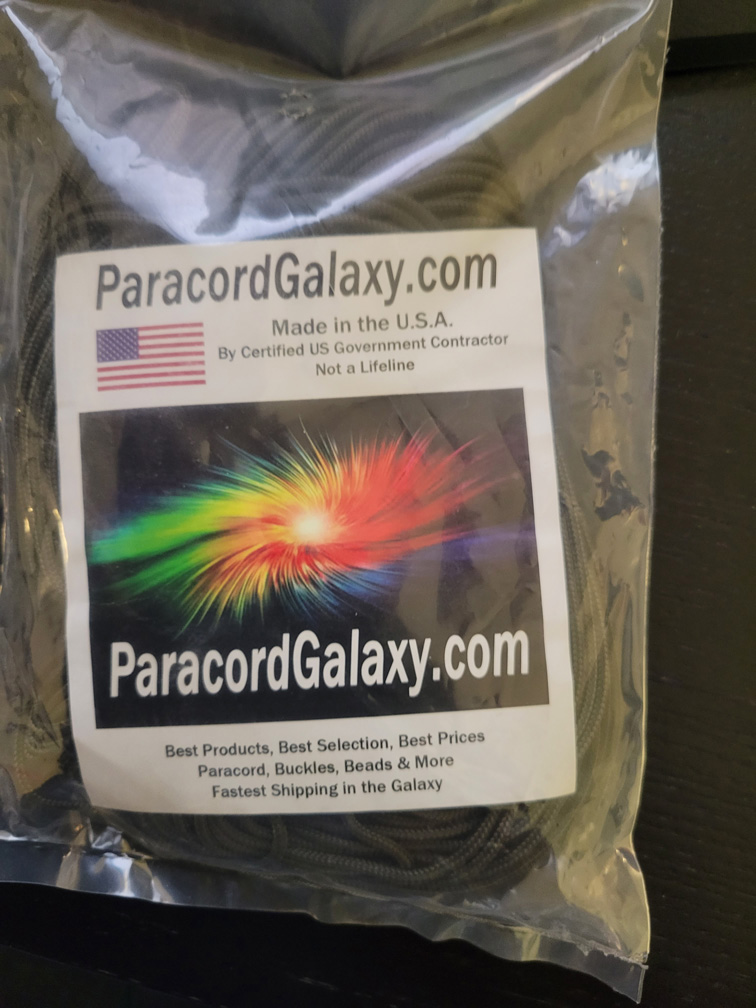 ParacordGalaxy.com
Made in the U.S.A.
By Certified US Government Contractor
Not a Lifeline
ParacordGalaxy.com
Best Products, Best Selection, Best Prices
Paracord, Buckles, Beads & More
Fastest Shipping in the Galaxy